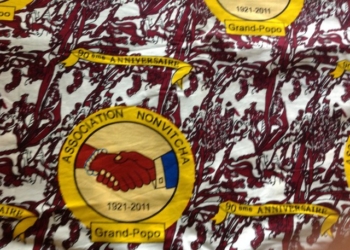 1921-2011
Grand-Popo
90ème ANNIVERSAIRE
ASSOCIATION NONVITCHA
1921-2011
Grand-Popo
90ème ANNIVERSAIRE